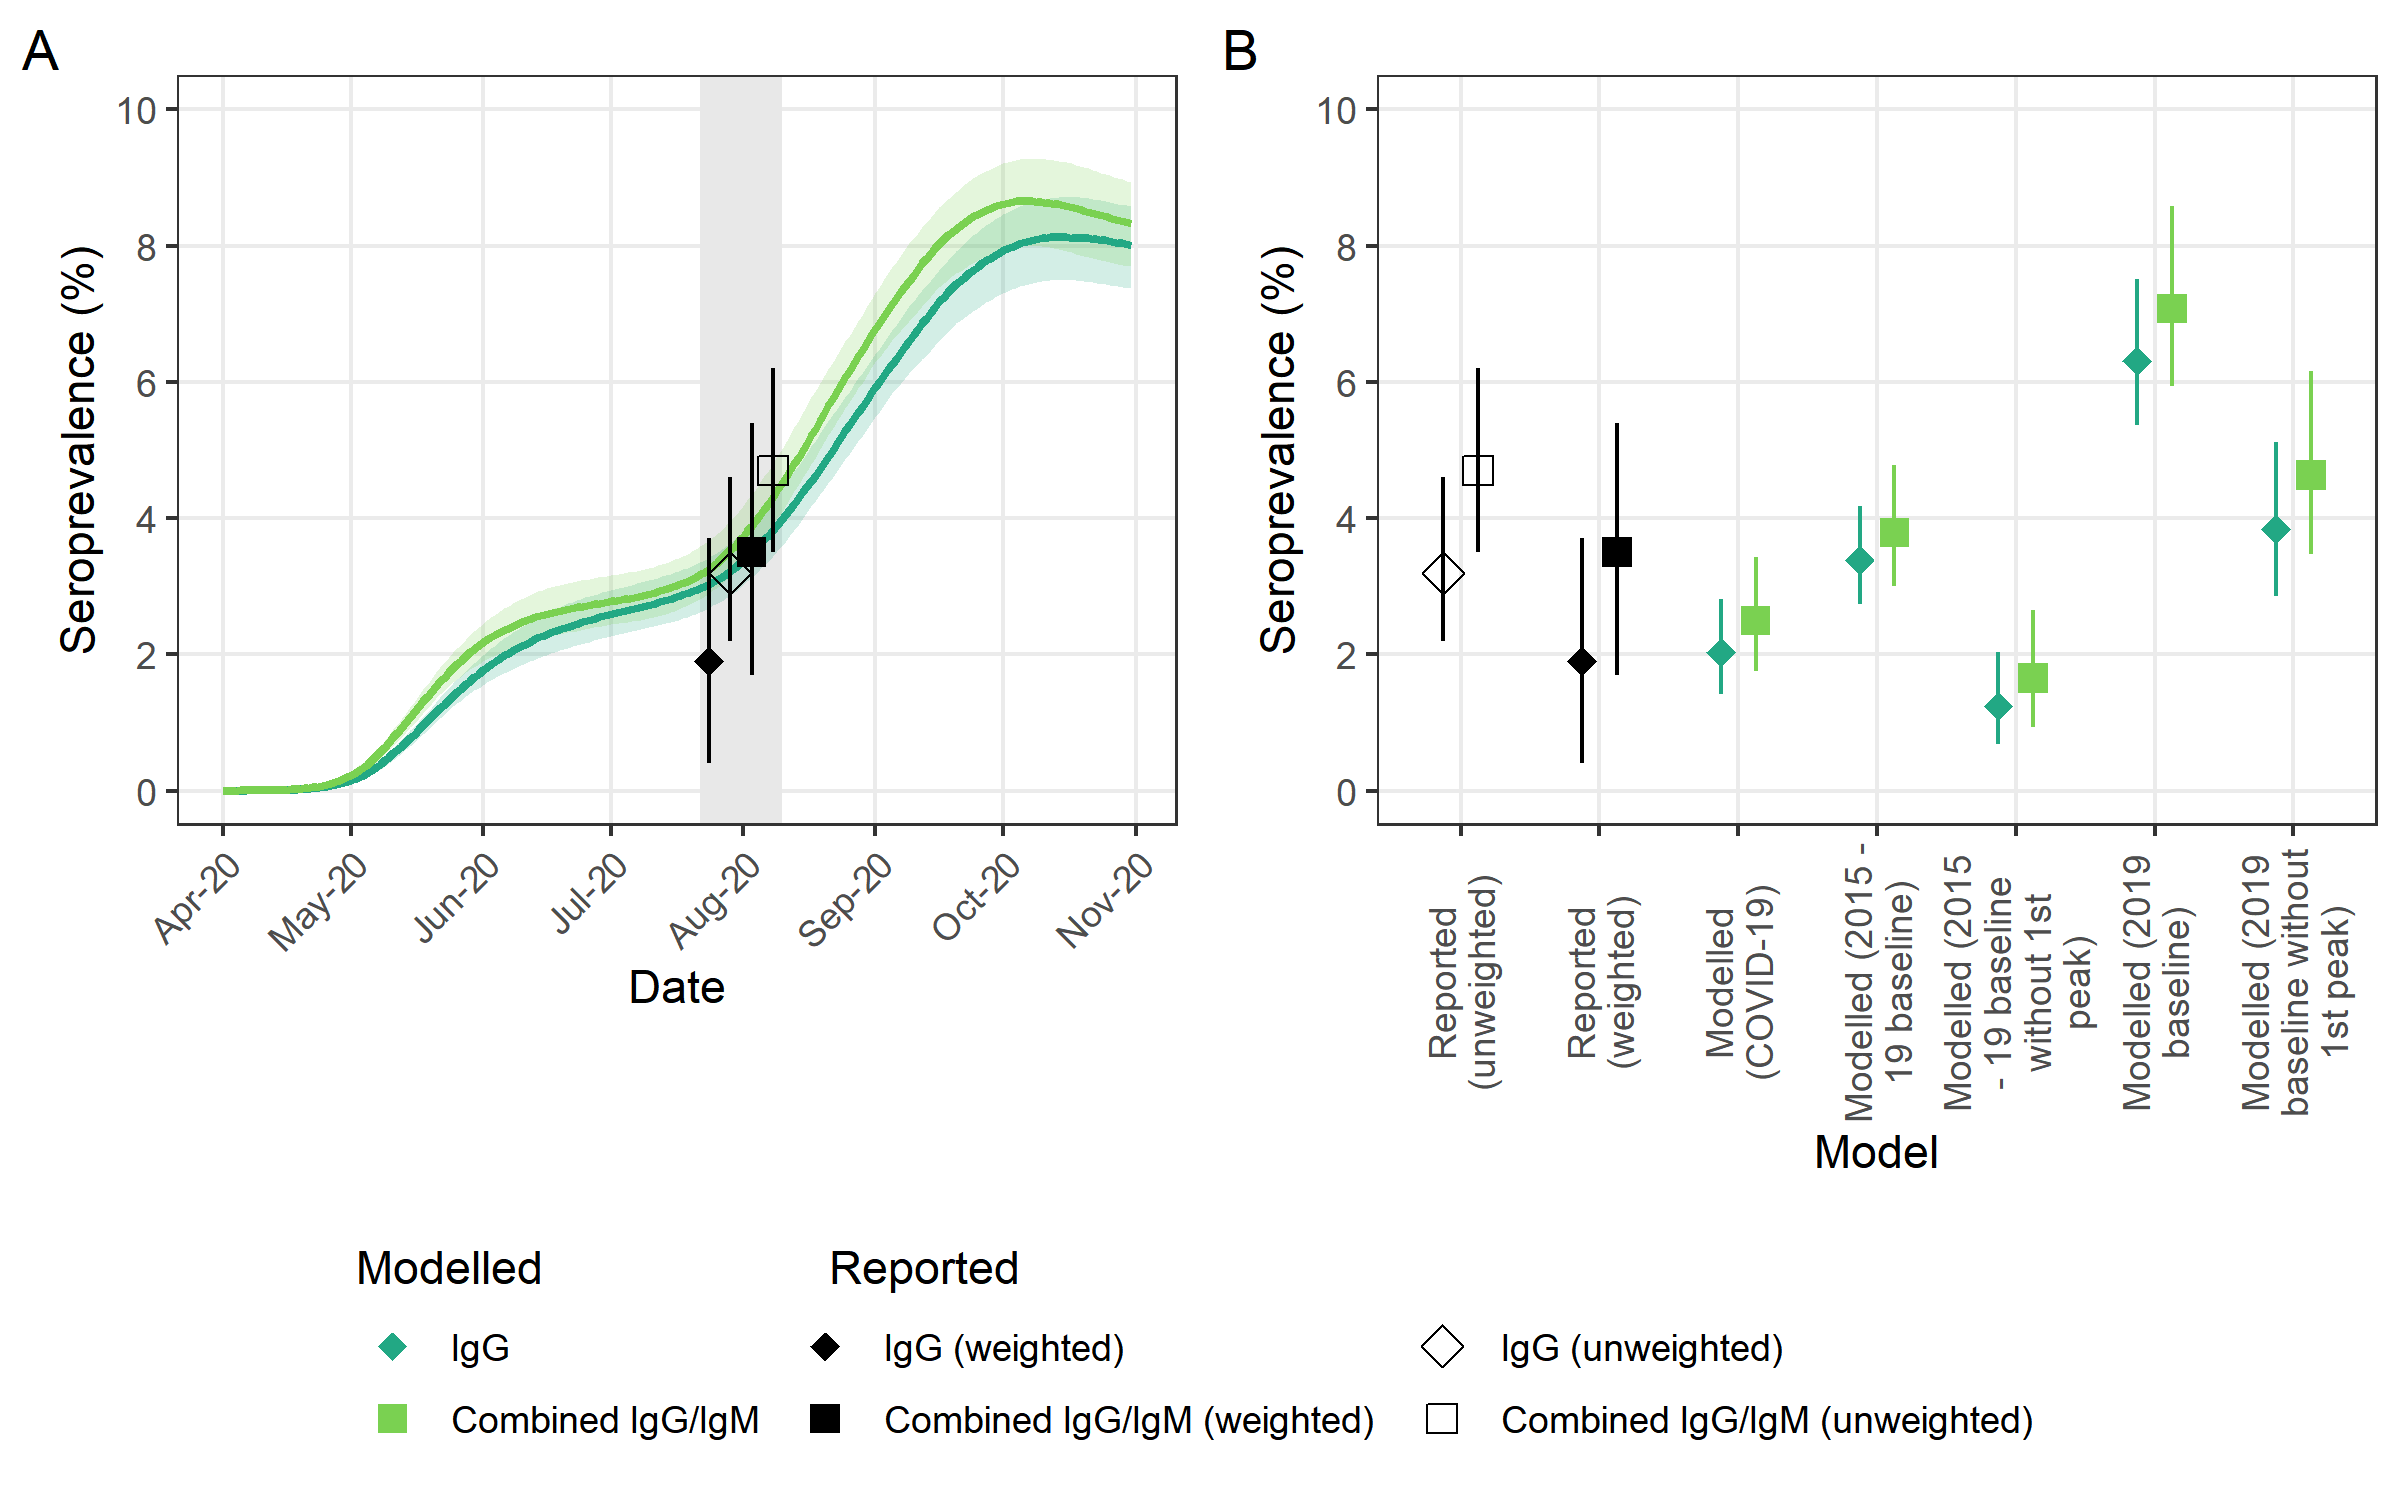 A
Seroprevalence (%)
10
8
6
4
2
0
Apr-20
May-20
Jun-20
Jul-20
Aug-20
Sep-20
Oct-20
Nov-20
Date
B
Seroprevalence (%)
10
8
6
4
2
0
Reported
(unweighted)
Reported
(weighted)
Modelled
(COVID-19)
Modelled (2015 -
19 baseline)
Modelled (2015
- 19 baseline
without 1st
peak)
Modelled (2019
baseline)
Modelled (2019
baseline without
1st peak)
Model
Modelled
IgG
Combined IgG/IgM
Reported
IgG (weighted)
Combined IgG/IgM (weighted)
IgG (unweighted)
Combined IgG/IgM (unweighted)